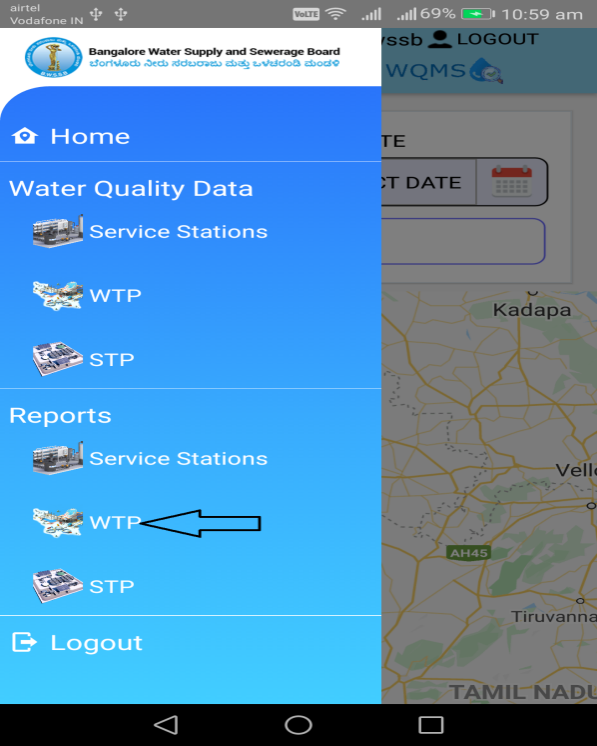 airtel
Vodafone IN VoLTE 69% 10:59 am
Bangalore Water Supply and Sewerage Board
ಬೆಂಗಳೂರು ನೀರು ಸರಬರಾಜು ಮತ್ತು ಒಳಚರಂಡಿ ಮಂಡಳಿ
BWSSB
vssb LOGOUT
WQMS
Home
TE
CT DATE
Water Quality Data
Service Stations
WTP
Kadapa
STP
Reports
Service Stations
Velle
WTP
AH45
STP
Tiruvanna
Logout
TAMIL NADU